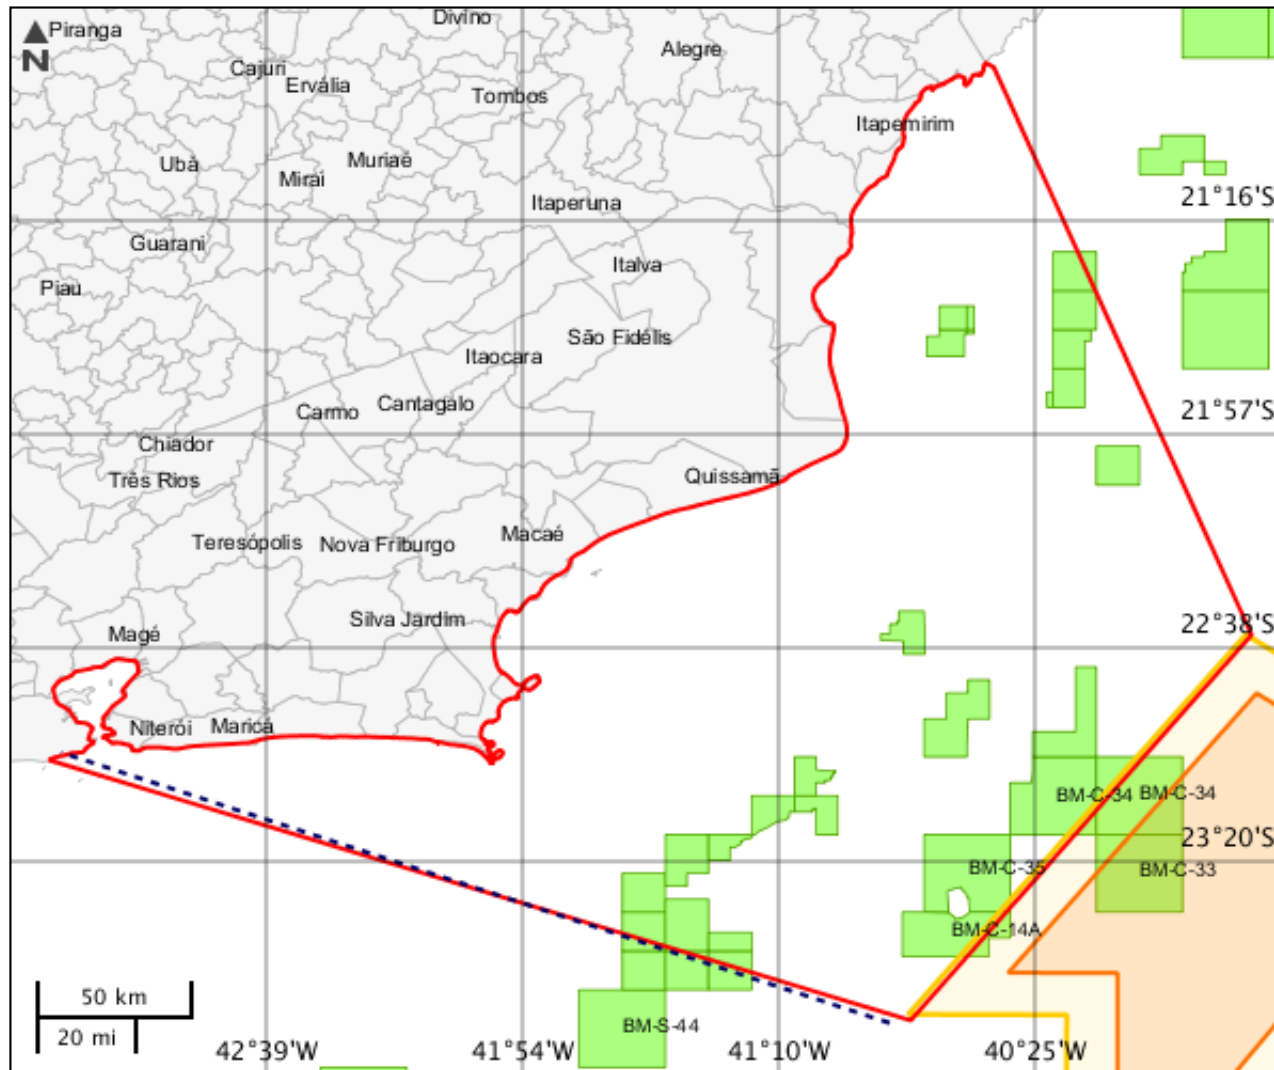 Divino
Piranga
N
Alegre
Cajuri
Ervália
Tombos
Itapemirim
Ubà
Muriaé
Mirai
21°16'S
Itaperuna
Guarani
Italva
Piau
São Fidélis
Itaocara
Carmo
Cantagalo
21°57'S
Chiador
Três Rios
Quissamã
Macaé
Teresópolis
Nova Friburgo
Silva Jardim
22°38'S
Magé
Niterói
Maricá
BM-C-34
BM-C-34
23°20'S
BM-C-35
BM-C-33
BM-C-14A
50 km
BM-S-44
20 mi
42°39'W
41°54'W
41°10'W
40°25'W